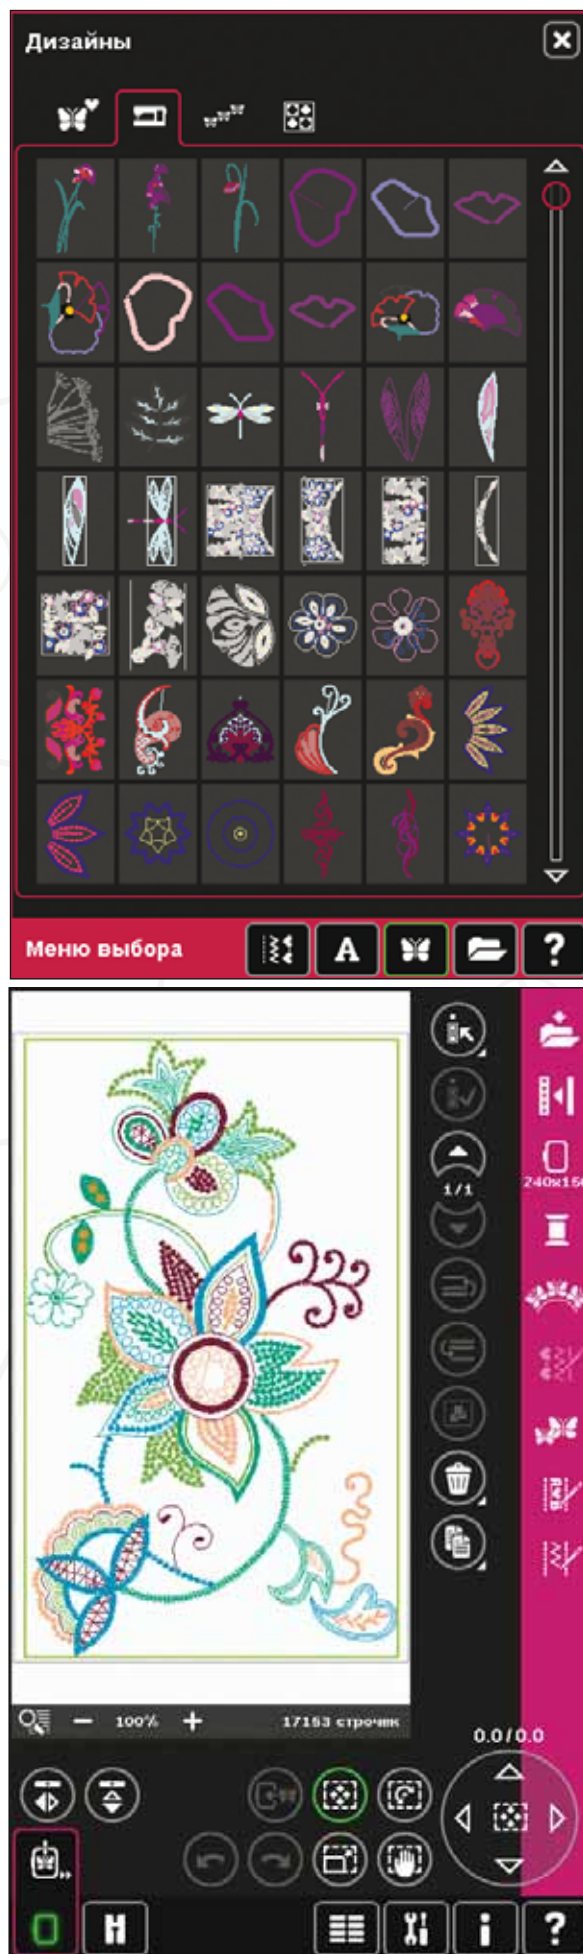 Дизайны
Меню выбора
A
?
1/1
240x150
100%
17153 строчек
0.0/0.0
H
i
?